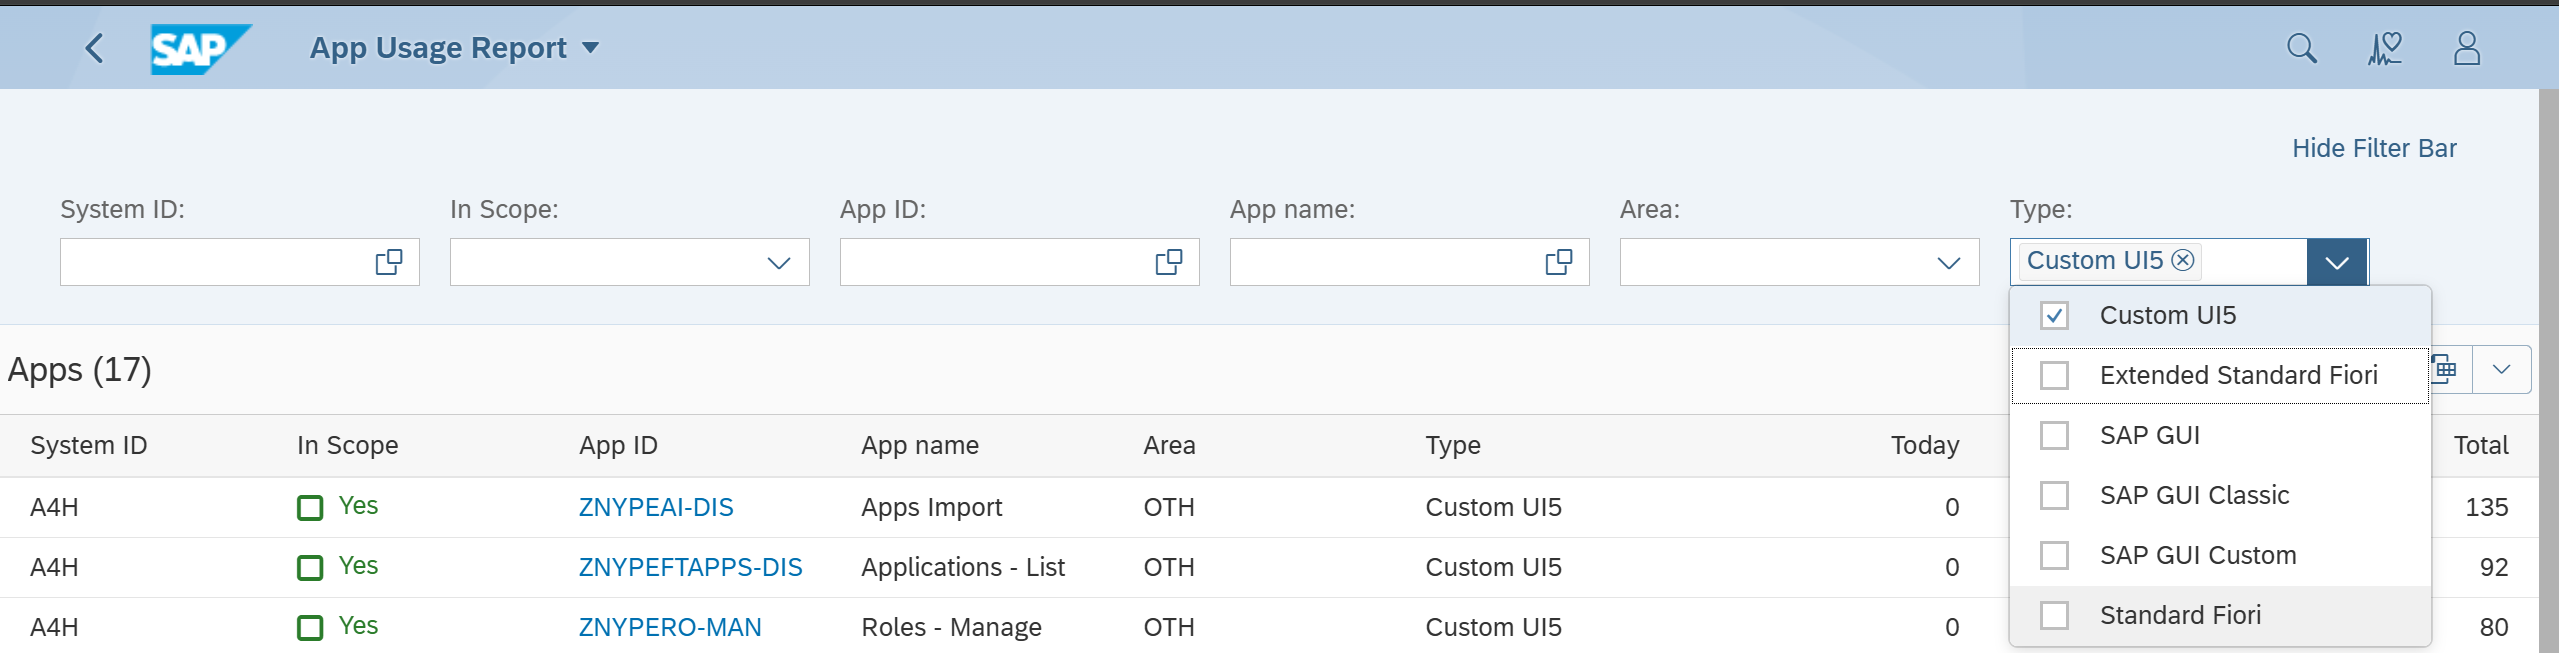 SAP App Usage Report
Hide Filter Bar
System ID: In Scope: App ID: App name: Area: Type:
Custom UI5
Custom UI5
Extended Standard Fiori
SAP GUI
SAP GUI Classic
SAP GUI Custom
Standard Fiori
Apps (17)
System ID In Scope App ID App name Area Type Today Total
A4H Yes ZNYPEAI-DIS Apps Import OTH Custom UI5 0 135
A4H Yes ZNYPEFTAPPS-DIS Applications - List OTH Custom UI5 0 92
A4H Yes ZNYPERO-MAN Roles - Manage OTH Custom UI5 0 80